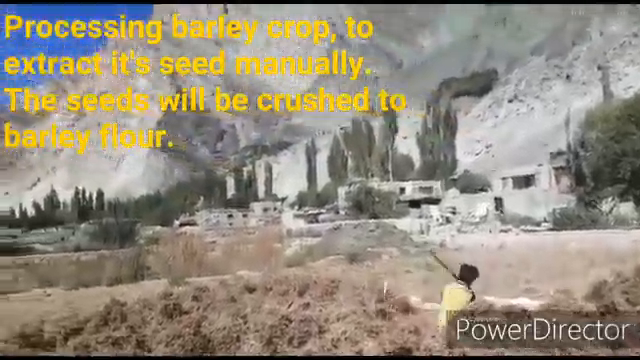 Processing barley crop, to
extract it's seed manually.
The seeds will be crushed to
barley flour.
PowerDirector